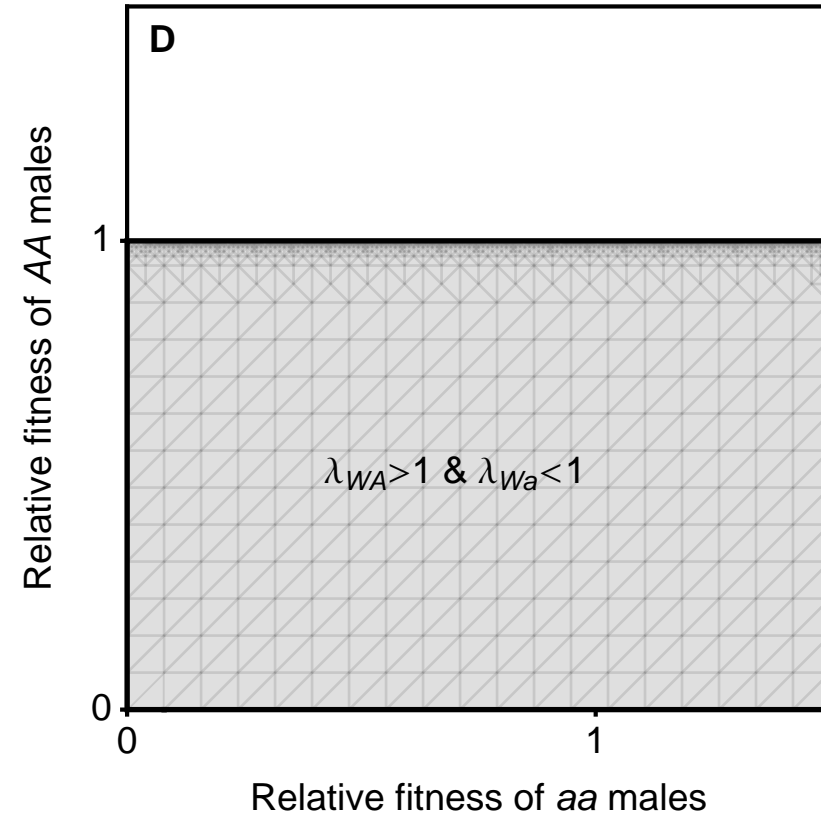 D
Relative fitness of AA males
1
λWA>1 & λWa<1
0
0
1
Relative fitness of aa males